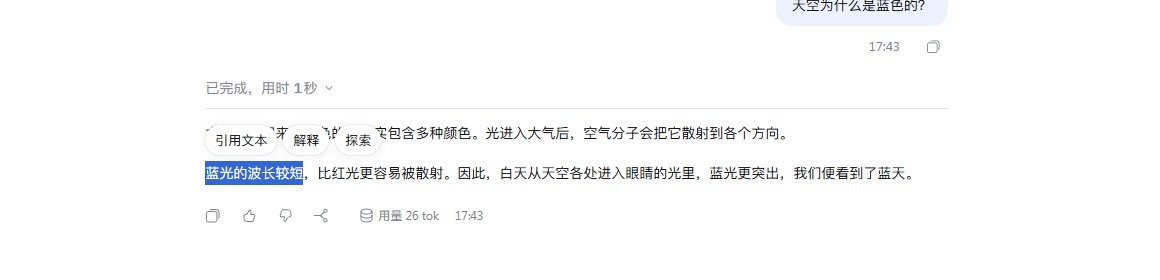 天空为什么是蓝色的?
17:43
已完成，用时 1秒
引用文本 解释 探索
来 色的 实包含多种颜色。光进入大气后，空气分子会把它散射到各个方向。
蓝光的波长较短，比红光更容易被散射。因此，白天从天空各处进入眼睛的光里，蓝光更突出，我们便看到了蓝天。
用量 26 tok 17:43